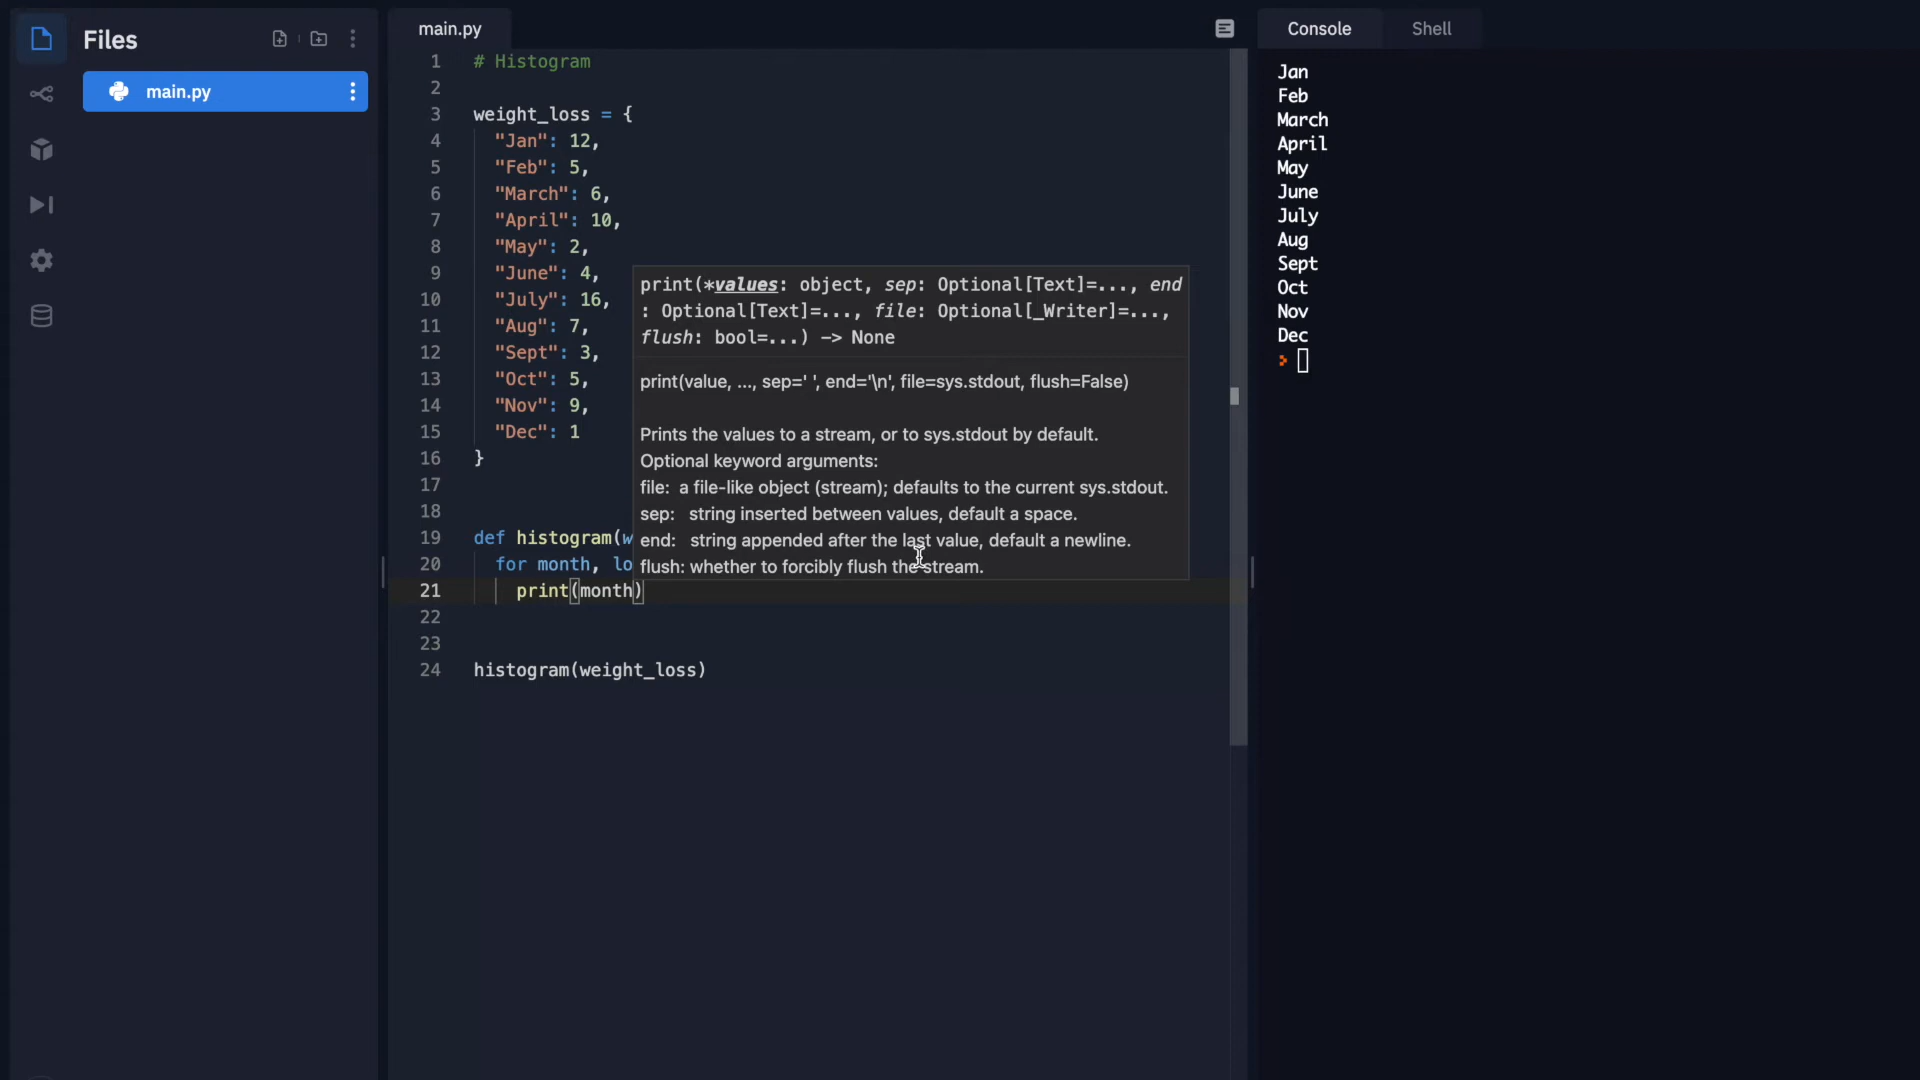 Files
main.py
main.py
1 # Histogram
2
3 weight_loss = {
4 "Jan": 12,
5 "Feb": 5,
6 "March": 6,
7 "April": 10,
8 "May": 2,
9 "June": 4,
10 "July": 16,
11 "Aug": 7,
12 "Sept": 3,
13 "Oct": 5,
14 "Nov": 9,
15 "Dec": 1
16 }
17
18
19 def histogram(w
20 for month, lo
21 print(month)
22
23
24 histogram(weight_loss)
print(*values: object, sep: Optional[Text]=..., end
: Optional[Text]=..., file: Optional[_Writer]=...,
flush: bool=...) -> None
print(value, ..., sep=' ', end='\n', file=sys.stdout, flush=False)
Prints the values to a stream, or to sys.stdout by default.
Optional keyword arguments:
file: a file-like object (stream); defaults to the current sys.stdout.
sep: string inserted between values, default a space.
end: string appended after the last value, default a newline.
flush: whether to forcibly flush the stream.
Console Shell
Jan
Feb
March
April
May
June
July
Aug
Sept
Oct
Nov
Dec